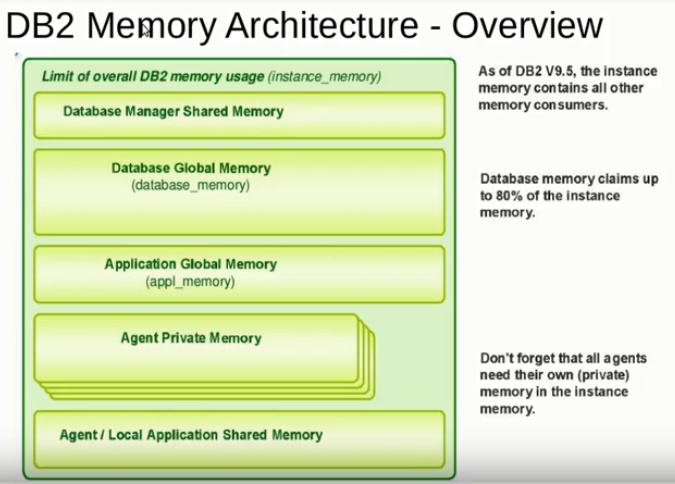 DB2 Memory Architecture - Overview
Limit of overall DB2 memory usage (instance_memory)
Database Manager Shared Memory
Database Global Memory
(database_memory)
Application Global Memory
(appl_memory)
Agent Private Memory
Agent / Local Application Shared Memory
As of DB2 V9.5, the instance
memory contains all other
memory consumers.
Database memory claims up
to 80% of the instance
memory.
Don't forget that all agents
need their own (private)
memory in the instance
memory.